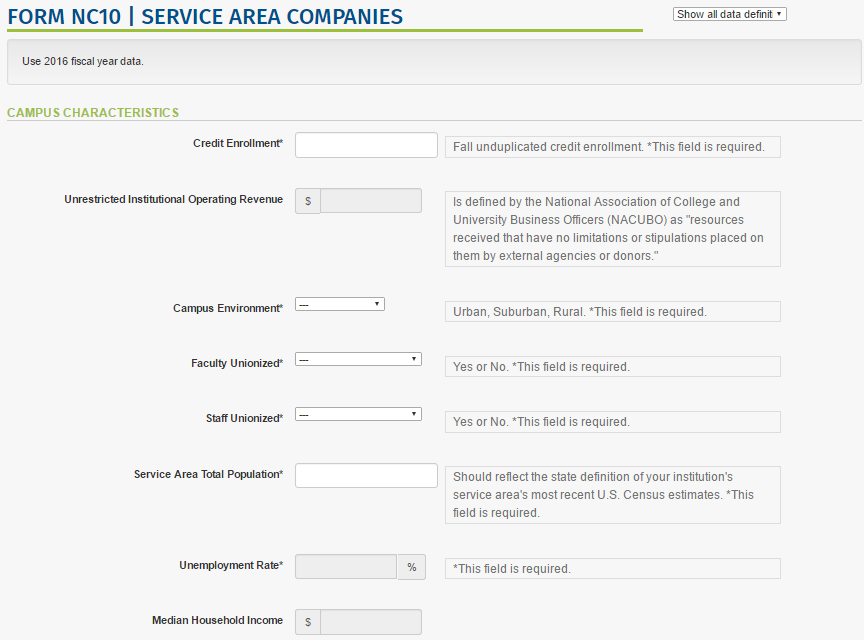 FORM NC10 | SERVICE AREA COMPANIES
Show all data definit
Use 2016 fiscal year data.
CAMPUS CHARACTERISTICS
Credit Enrollment*
Fall unduplicated credit enrollment. *This field is required.
Unrestricted Institutional Operating Revenue
$
Is defined by the National Association of College and
University Business Officers (NACUBO) as "resources
received that have no limitations or stipulations placed on
them by external agencies or donors."
Campus Environment*
---
Urban, Suburban, Rural. *This field is required.
Faculty Unionized*
---
Yes or No. *This field is required.
Staff Unionized*
---
Yes or No. *This field is required.
Service Area Total Population*
Should reflect the state definition of your institution's
service area's most recent U.S. Census estimates. *This
field is required.
Unemployment Rate*
%
*This field is required.
Median Household Income
$